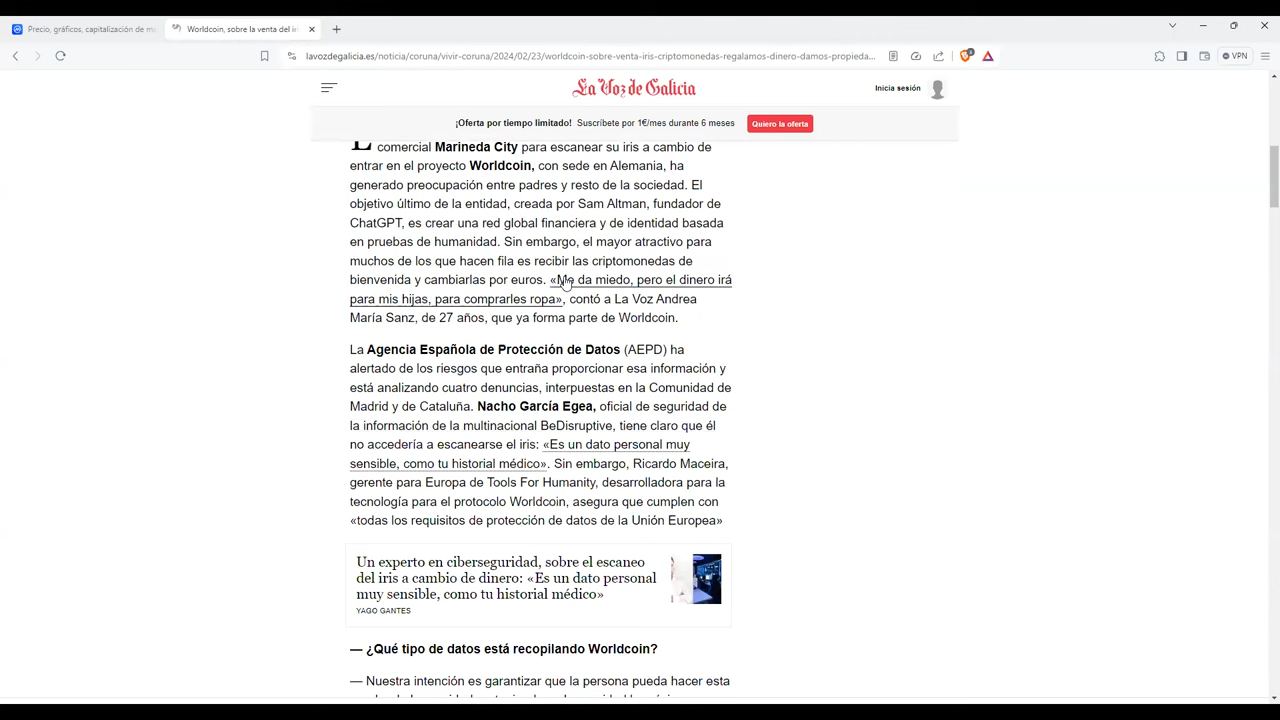 Precio, gráficos, capitalización de m
Worldcoin, sobre la venta del iri
lavozdegalicia.es/noticia/coruna/vivir-coruna/2024/02/23/worldcoin-sobre-venta-iris-criptomonedas-regalamos-dinero-damos-propieda...
VPN
La Voz de Galicia
Inicia sesión
¡Oferta por tiempo limitado! Suscríbete por 1€/mes durante 6 meses
Quiero la oferta
comercial Marineda City para escanear su iris a cambio de
entrar en el proyecto Worldcoin, con sede en Alemania, ha
generado preocupación entre padres y resto de la sociedad. El
objetivo último de la entidad, creada por Sam Altman, fundador de
ChatGPT, es crear una red global financiera y de identidad basada
en pruebas de humanidad. Sin embargo, el mayor atractivo para
muchos de los que hacen fila es recibir las criptomonedas de
bienvenida y cambiarlas por euros. «Me da miedo, pero el dinero irá
para mis hijas, para comprarles ropa», contó a La Voz Andrea
María Sanz, de 27 años, que ya forma parte de Worldcoin.
La Agencia Española de Protección de Datos (AEPD) ha
alertado de los riesgos que entraña proporcionar esa información y
está analizando cuatro denuncias, interpuestas en la Comunidad de
Madrid y de Cataluña. Nacho García Egea, oficial de seguridad de
la información de la multinacional BeDisruptive, tiene claro que él
no accedería a escanearse el iris: «Es un dato personal muy
sensible, como tu historial médico». Sin embargo, Ricardo Maceira,
gerente para Europa de Tools For Humanity, desarrolladora para la
tecnología para el protocolo Worldcoin, asegura que cumplen con
«todas los requisitos de protección de datos de la Unión Europea»
Un experto en ciberseguridad, sobre el escaneo
del iris a cambio de dinero: «Es un dato personal
muy sensible, como tu historial médico»
YAGO GANTES
— ¿Qué tipo de datos está recopilando Worldcoin?
— Nuestra intención es garantizar que la persona pueda hacer esta